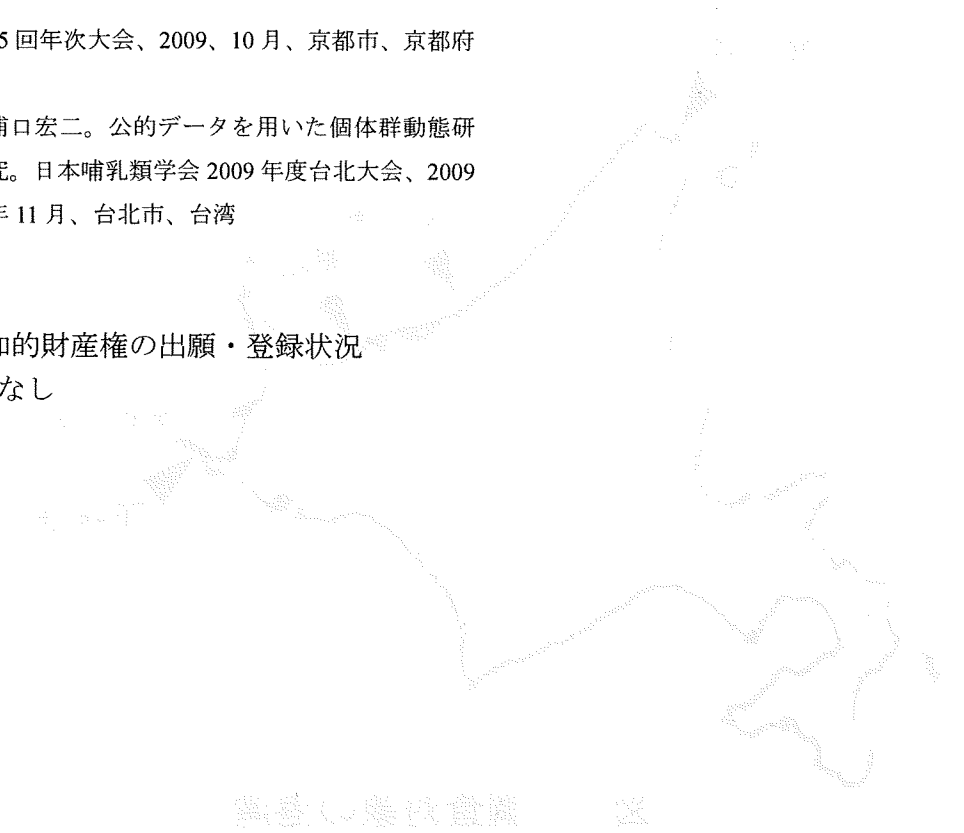 5 回年次大会、2009、10 月、京都市、京都府
浦口宏二。公的データを用いた個体群動態研
究。日本哺乳類学会 2009 年度台北大会、2009
年 11 月、台北市、台湾
知的財産権の出願・登録状況
なし